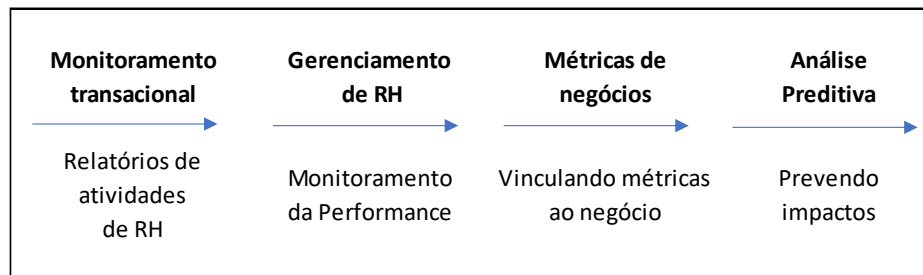 Monitoramento
transacional
Relatórios de
atividades
de RH
Gerenciamento
de RH
Monitoramento
da Performance
Métricas de
negócios
Vinculando métricas
ao negócio
Análise
Preditiva
Prevendo
impactos